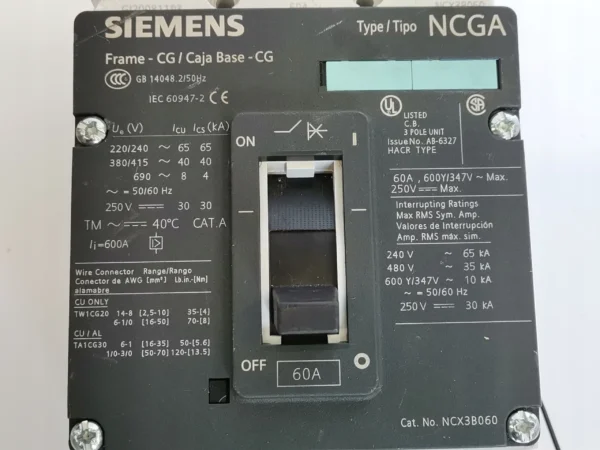 SIEMENS
Type / Tipo NCGA
Frame - CG / Caja Base - CG
CCC GB 14048.2/50Hz
IEC 60947-2 CE
Ue (V) ICU ICS (kA)
220/240 ~ 65 65
380/415 ~ 40 40
690 ~ 8 4
~ = 50/60 Hz
250 V 30 30
TM ~ 40°C CAT.A
Ii=600A
Wire Connector Range/Rango
Conector de AWG [mm²] Lb.in-[Nm]
alamabre
CU ONLY
TW1CG20 14-8 [2,5-10] 35-[4]
6-1/0 [16-50] 70-[8]
CU / AL
TA1CG30 6-1 [16-35] 50-[5.6]
1/0-3/0 [50-70] 120-[13.5]
ON I
OFF O
60A
UL LISTED
C.B.
3 POLE UNIT
Issue No. AB-6327
HACR TYPE
SA
60A , 600Y/347V ~ Max.
250V Max.
Interrupting Ratings
Max RMS Sym. Amp.
Valores de Interrupción
Amp. RMS máx. sim.
240 V ~ 65 kA
480 V ~ 35 kA
600 Y/347V ~ 10 kA
~ = 50/60 Hz
250 V 30 kA
Cat. No. NCX3B060